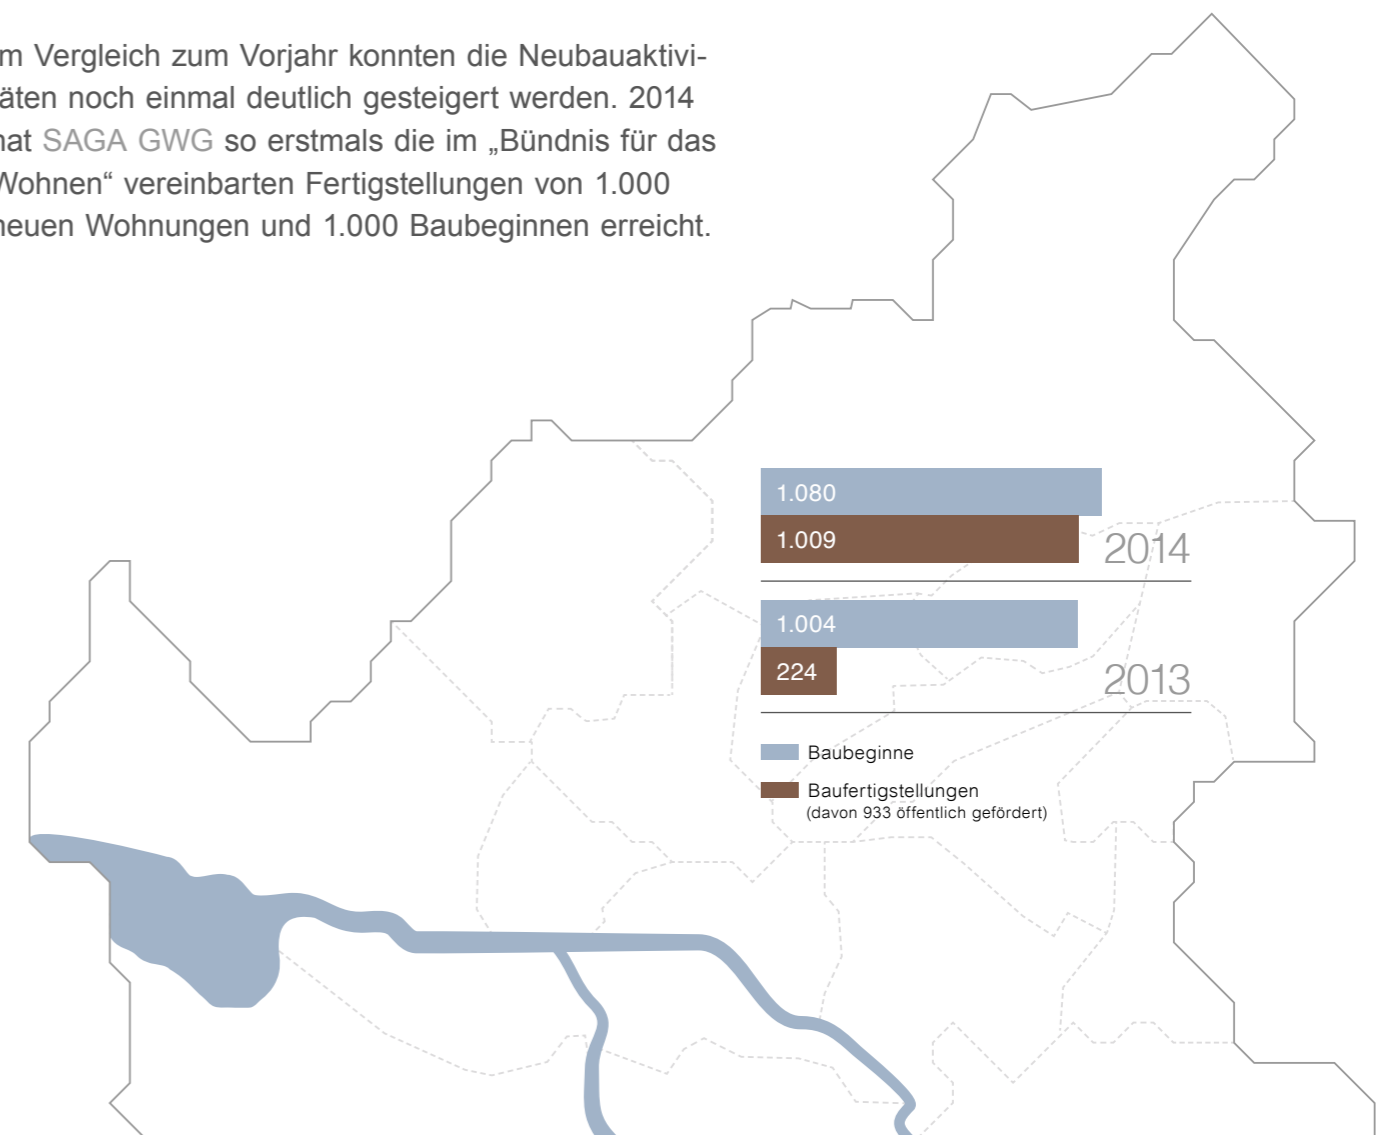 m Vergleich zum Vorjahr konnten die Neubauaktivi-
äten noch einmal deutlich gesteigert werden. 2014
hat SAGA GWG so erstmals die im „Bündnis für das
Wohnen“ vereinbarten Fertigstellungen von 1.000
neuen Wohnungen und 1.000 Baubeginnen erreicht.
1.080
1.009
2014
1.004
224
2013
Baubeginne
Baufertigstellungen
(davon 933 öffentlich gefördert)